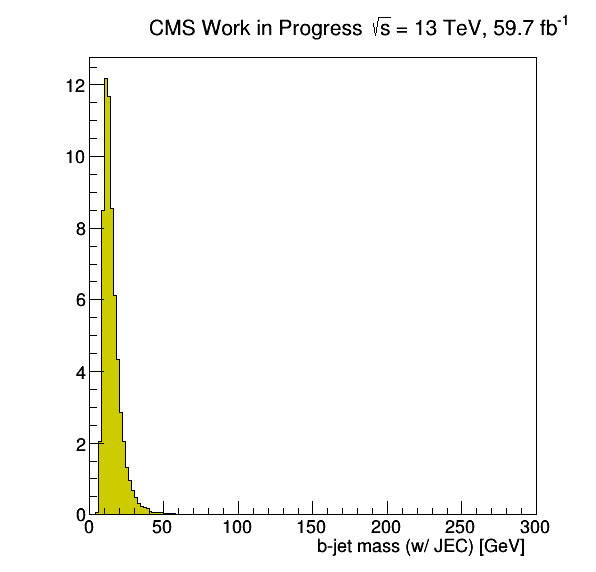 CMS Work in Progress √s = 13 TeV, 59.7 fb⁻¹
12
10
8
6
4
2
0
0 50 100 150 200 250 300
b-jet mass (w/ JEC) [GeV]